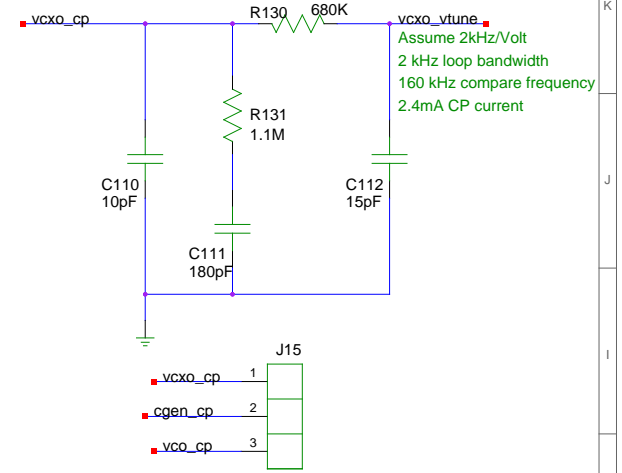 K
vcxo_cp
R130 680K
vcxo_vtune
Assume 2kHz/Volt
2 kHz loop bandwidth
160 kHz compare frequency
2.4mA CP current
R131
1.1M
J
C110
10pF
C112
15pF
C111
180pF
I
J15
vcxo_cp 1
cgen_cp 2
vco_cp 3